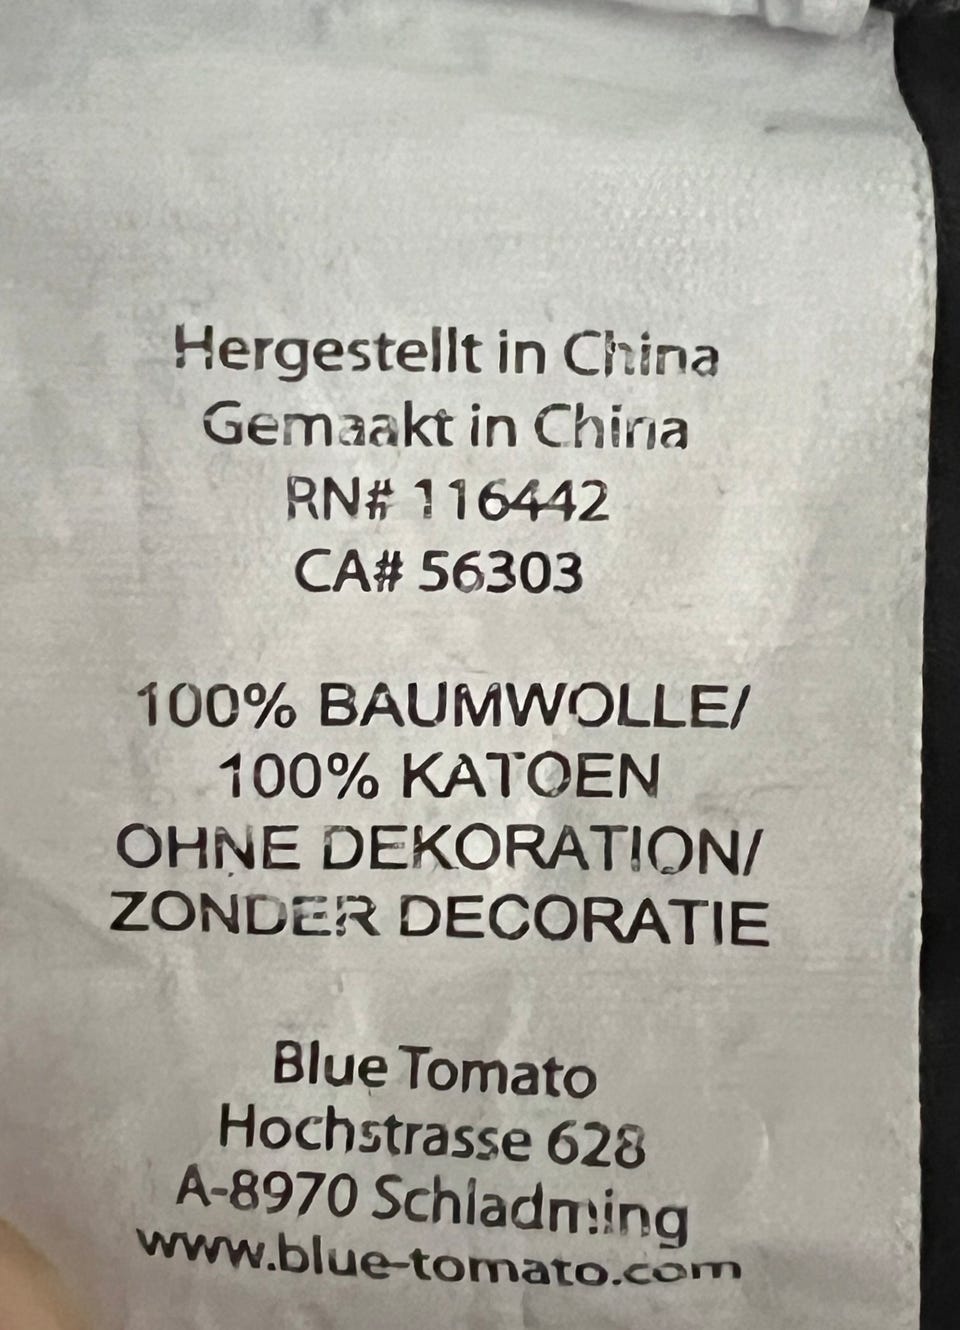 Hergestellt in China
Gemaakt in China
RN# 116442
CA# 56303
100% BAUMWOLLE/
100% KATOEN
OHNE DEKORATION/
ZONDER DECORATIE
Blue Tomato
Hochstrasse 628
A-8970 Schladming
www.blue-tomato.com